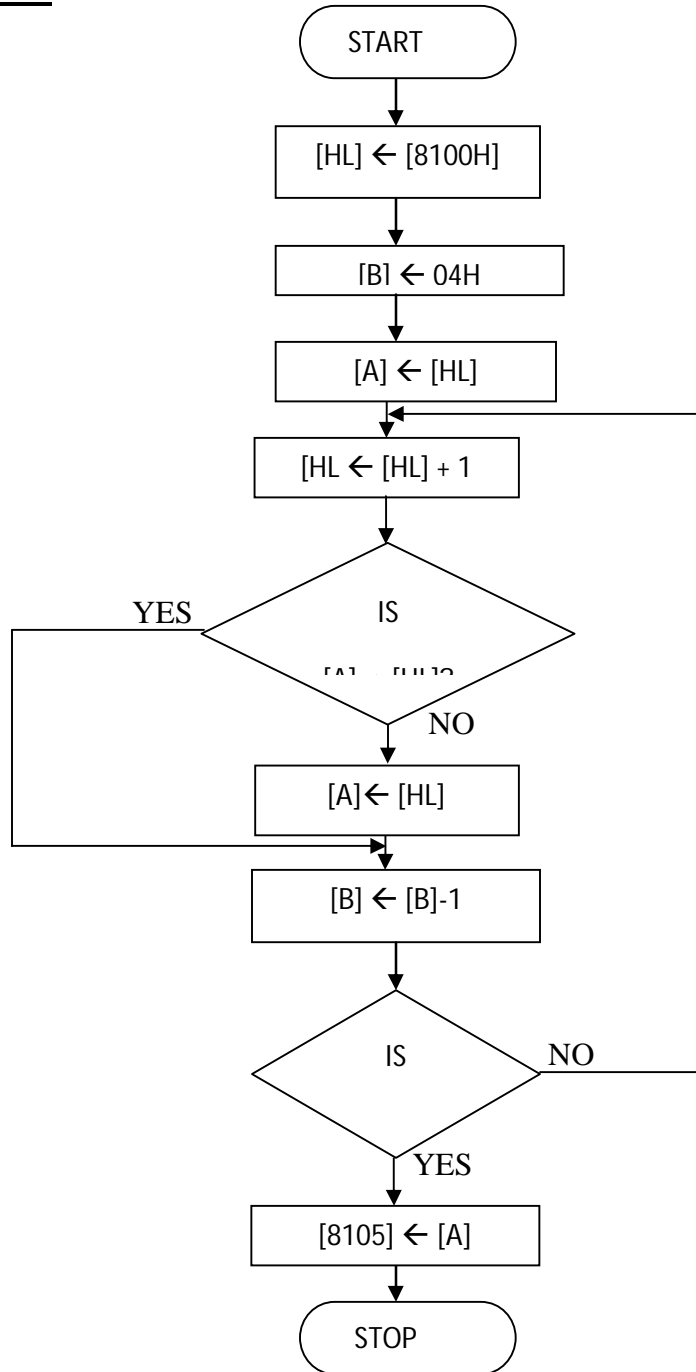 START
[HL] ← [8100H]
[B] ← 04H
[A] ← [HL]
[HL ← [HL] + 1
YES
IS
NO
[A]← [HL]
[B] ← [B]-1
IS
NO
YES
[8105] ← [A]
STOP